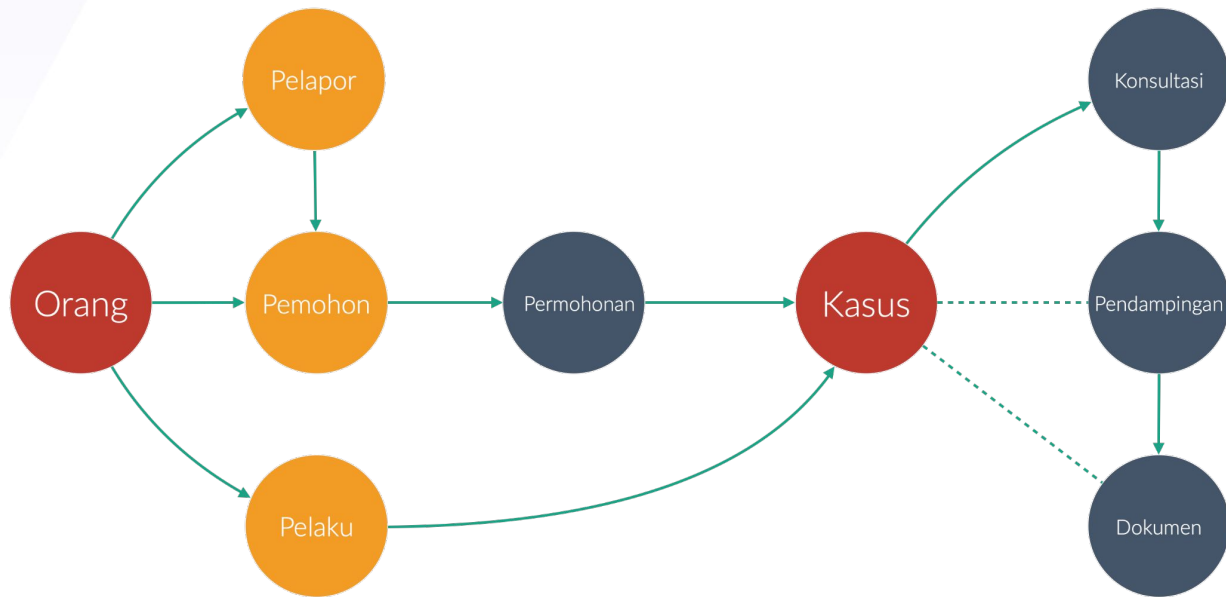 Pelapor
Konsultasi
Orang
Pemohon
Permohonan
Kasus
Pendampingan
Pelaku
Dokumen